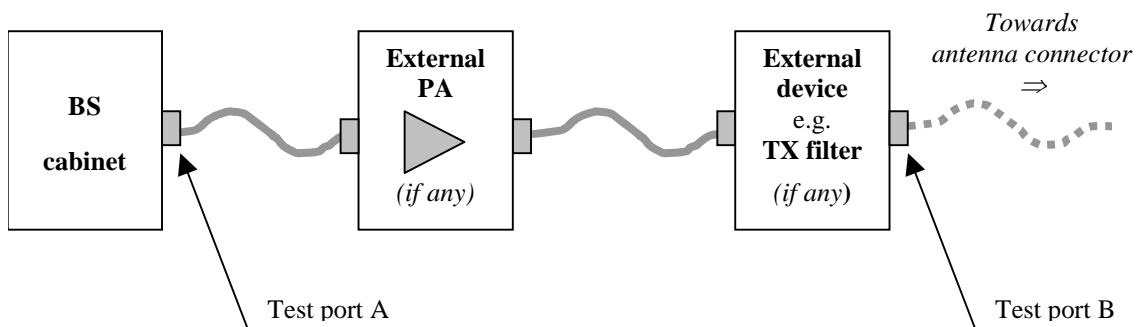 BS
cabinet
External
PA
(if any)
External
device
e.g.
TX filter
(if any)
Towards
antenna connector
⇒
Test port A
Test port B